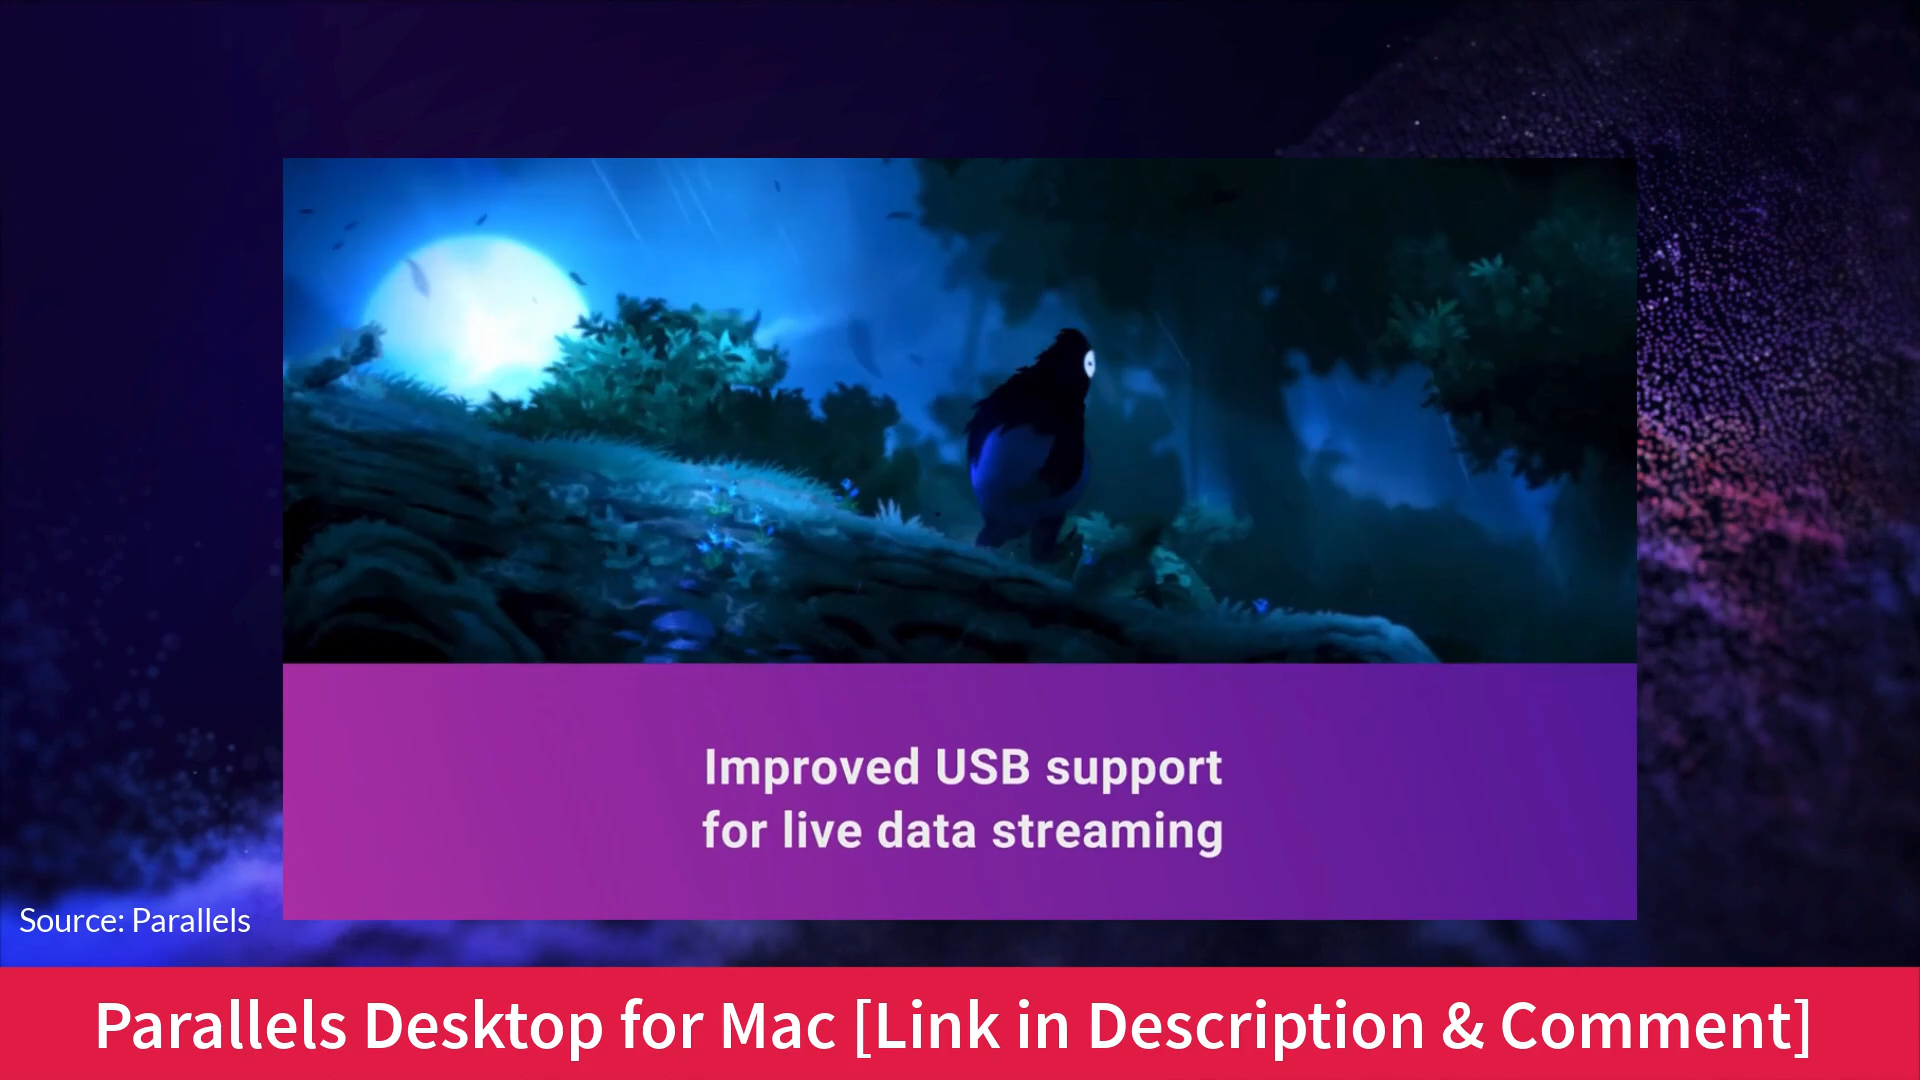 Improved USB support
for live data streaming
Source: Parallels
Parallels Desktop for Mac [Link in Description & Comment]